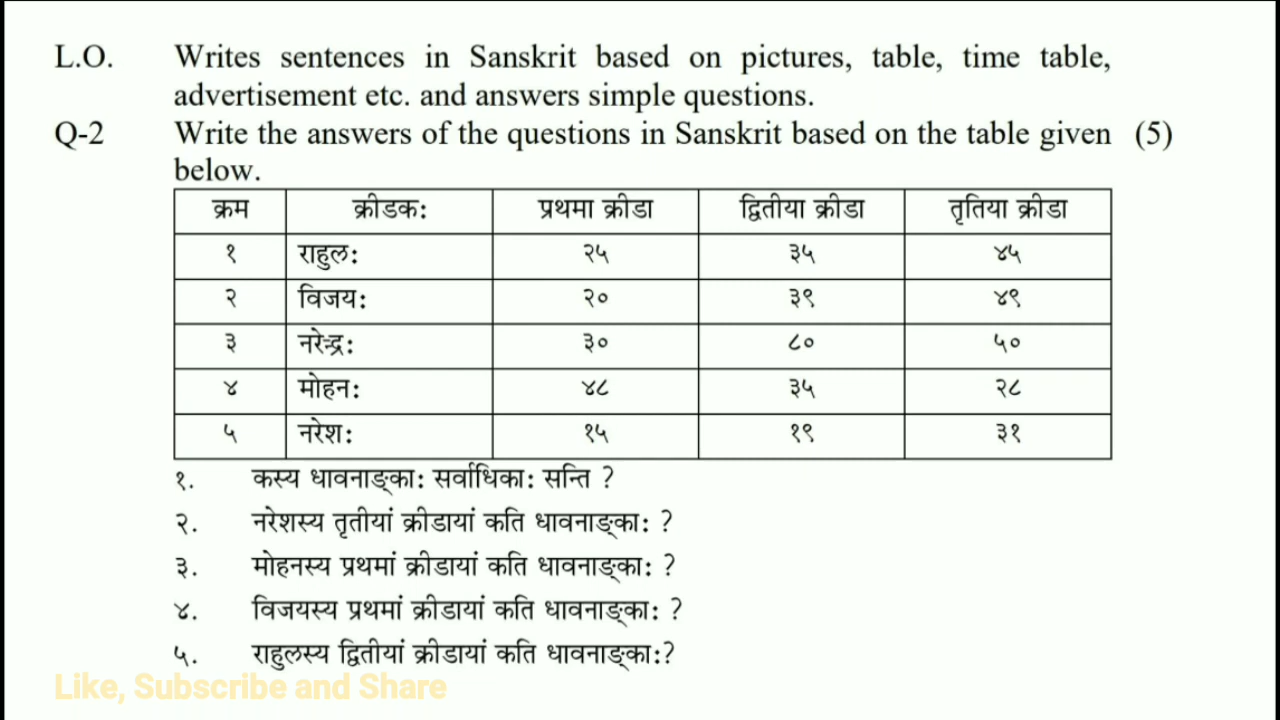 L.O. Writes sentences in Sanskrit based on pictures, table, time table,
advertisement etc. and answers simple questions.
Q-2 Write the answers of the questions in Sanskrit based on the table given (5)
below.
क्रम क्रीडकः प्रथमा क्रीडा द्वितीया क्रीडा तृतिया क्रीडा
१ राहुलः २५ ३५ ४५
२ विजयः २० ३९ ४९
३ नरेन्द्रः ३० ८० ५०
४ मोहनः ४८ ३५ २८
५ नरेशः १५ १९ ३१
१. कस्य धावनाङ्काः सर्वाधिकाः सन्ति ?
२. नरेशस्य तृतीयां क्रीडायां कति धावनाङ्काः ?
३. मोहनस्य प्रथमां क्रीडायां कति धावनाङ्काः ?
४. विजयस्य प्रथमां क्रीडायां कति धावनाङ्काः ?
५. राहुलस्य द्वितीयां क्रीडायां कति धावनाङ्काः?
Like, Subscribe and Share